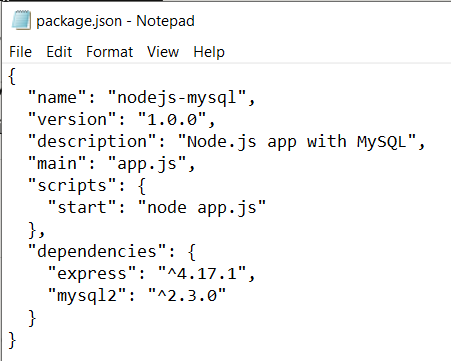 package.json - Notepad
File Edit Format View Help
{
  "name": "nodejs-mysql",
  "version": "1.0.0",
  "description": "Node.js app with MySQL",
  "main": "app.js",
  "scripts": {
    "start": "node app.js"
  },
  "dependencies": {
    "express": "^4.17.1",
    "mysql2": "^2.3.0"
  }
}